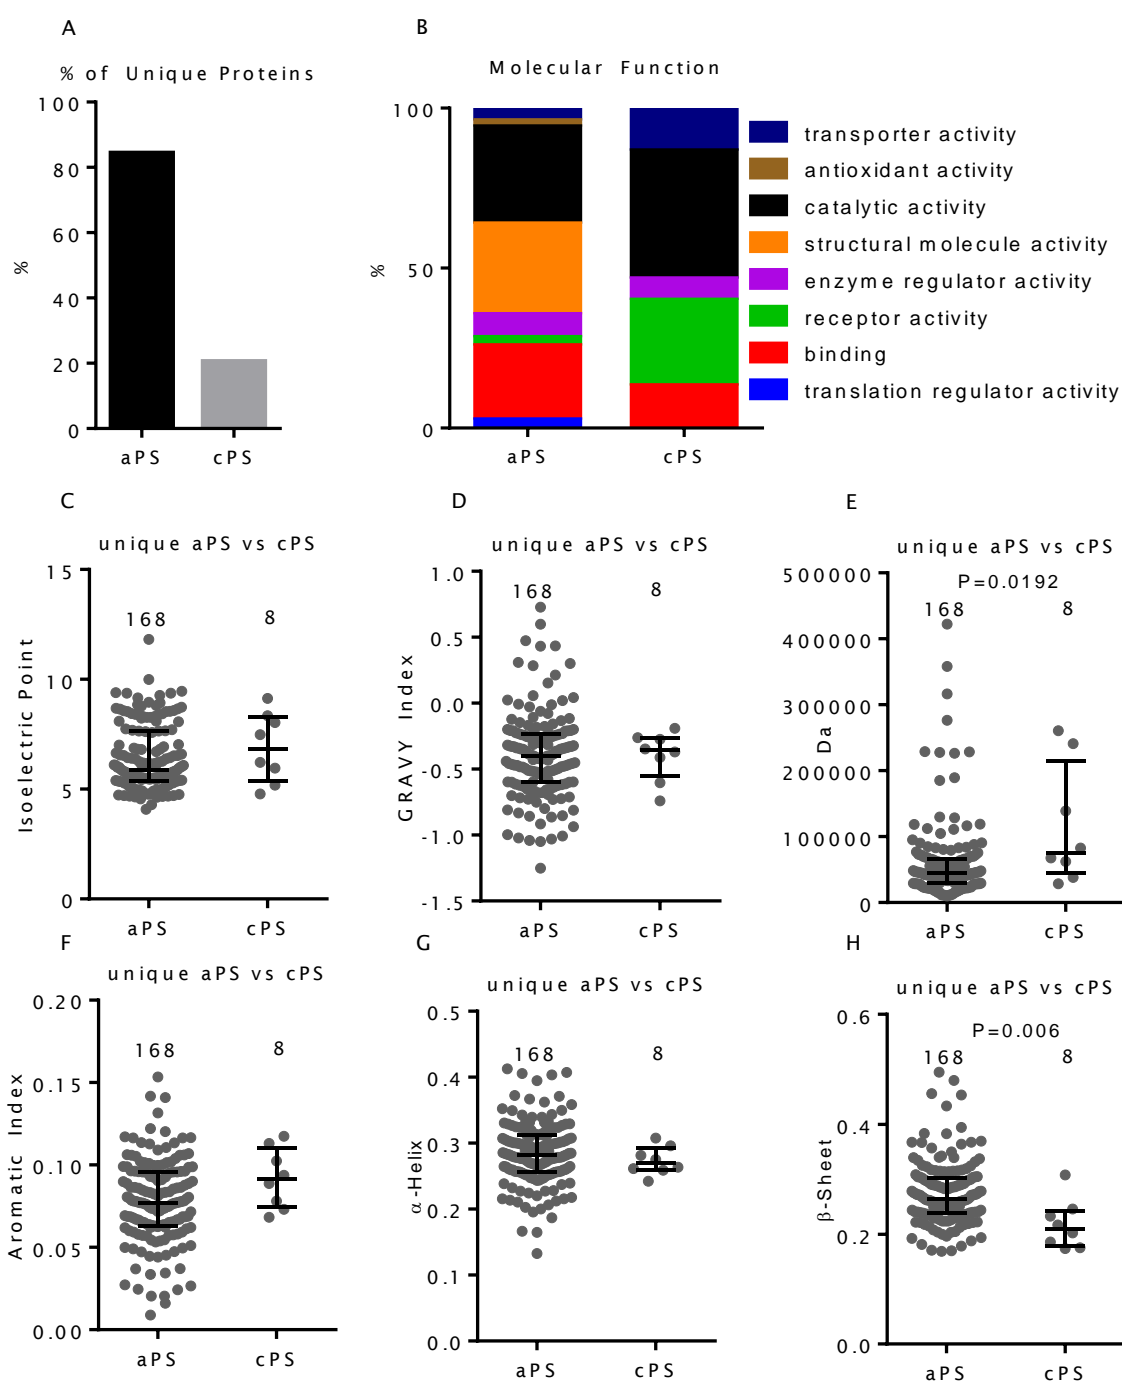 A
% of Unique Proteins
100
80
60
40
20
0
%
aPS
cPS
B
Molecular Function
100
50
0
%
aPS
cPS
transporter activity
antioxidant activity
catalytic activity
structural molecule activity
enzyme regulator activity
receptor activity
binding
translation regulator activity
C
unique aPS vs cPS
15
10
5
0
Isoelectric Point
168
8
aPS
cPS
D
unique aPS vs cPS
1.0
0.5
0.0
-0.5
-1.0
-1.5
GRAVY Index
168
8
aPS
cPS
E
unique aPS vs cPS
P=0.0192
500000
400000
300000
200000
100000
0
Da
168
8
aPS
cPS
F
unique aPS vs cPS
0.20
0.15
0.10
0.05
0.00
Aromatic Index
168
8
aPS
cPS
G
unique aPS vs cPS
0.5
0.4
0.3
0.2
0.1
0.0
α-Helix
168
8
aPS
cPS
H
unique aPS vs cPS
P=0.006
0.6
0.4
0.2
0.0
β-Sheet
168
8
aPS
cPS